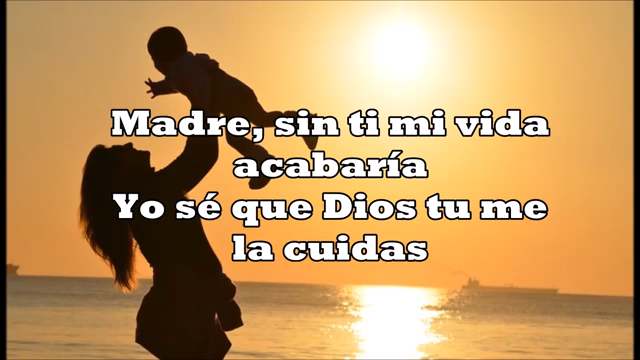 Madre, sin ti mi vida
acabaría
Yo sé que Dios tu me
la cuidas